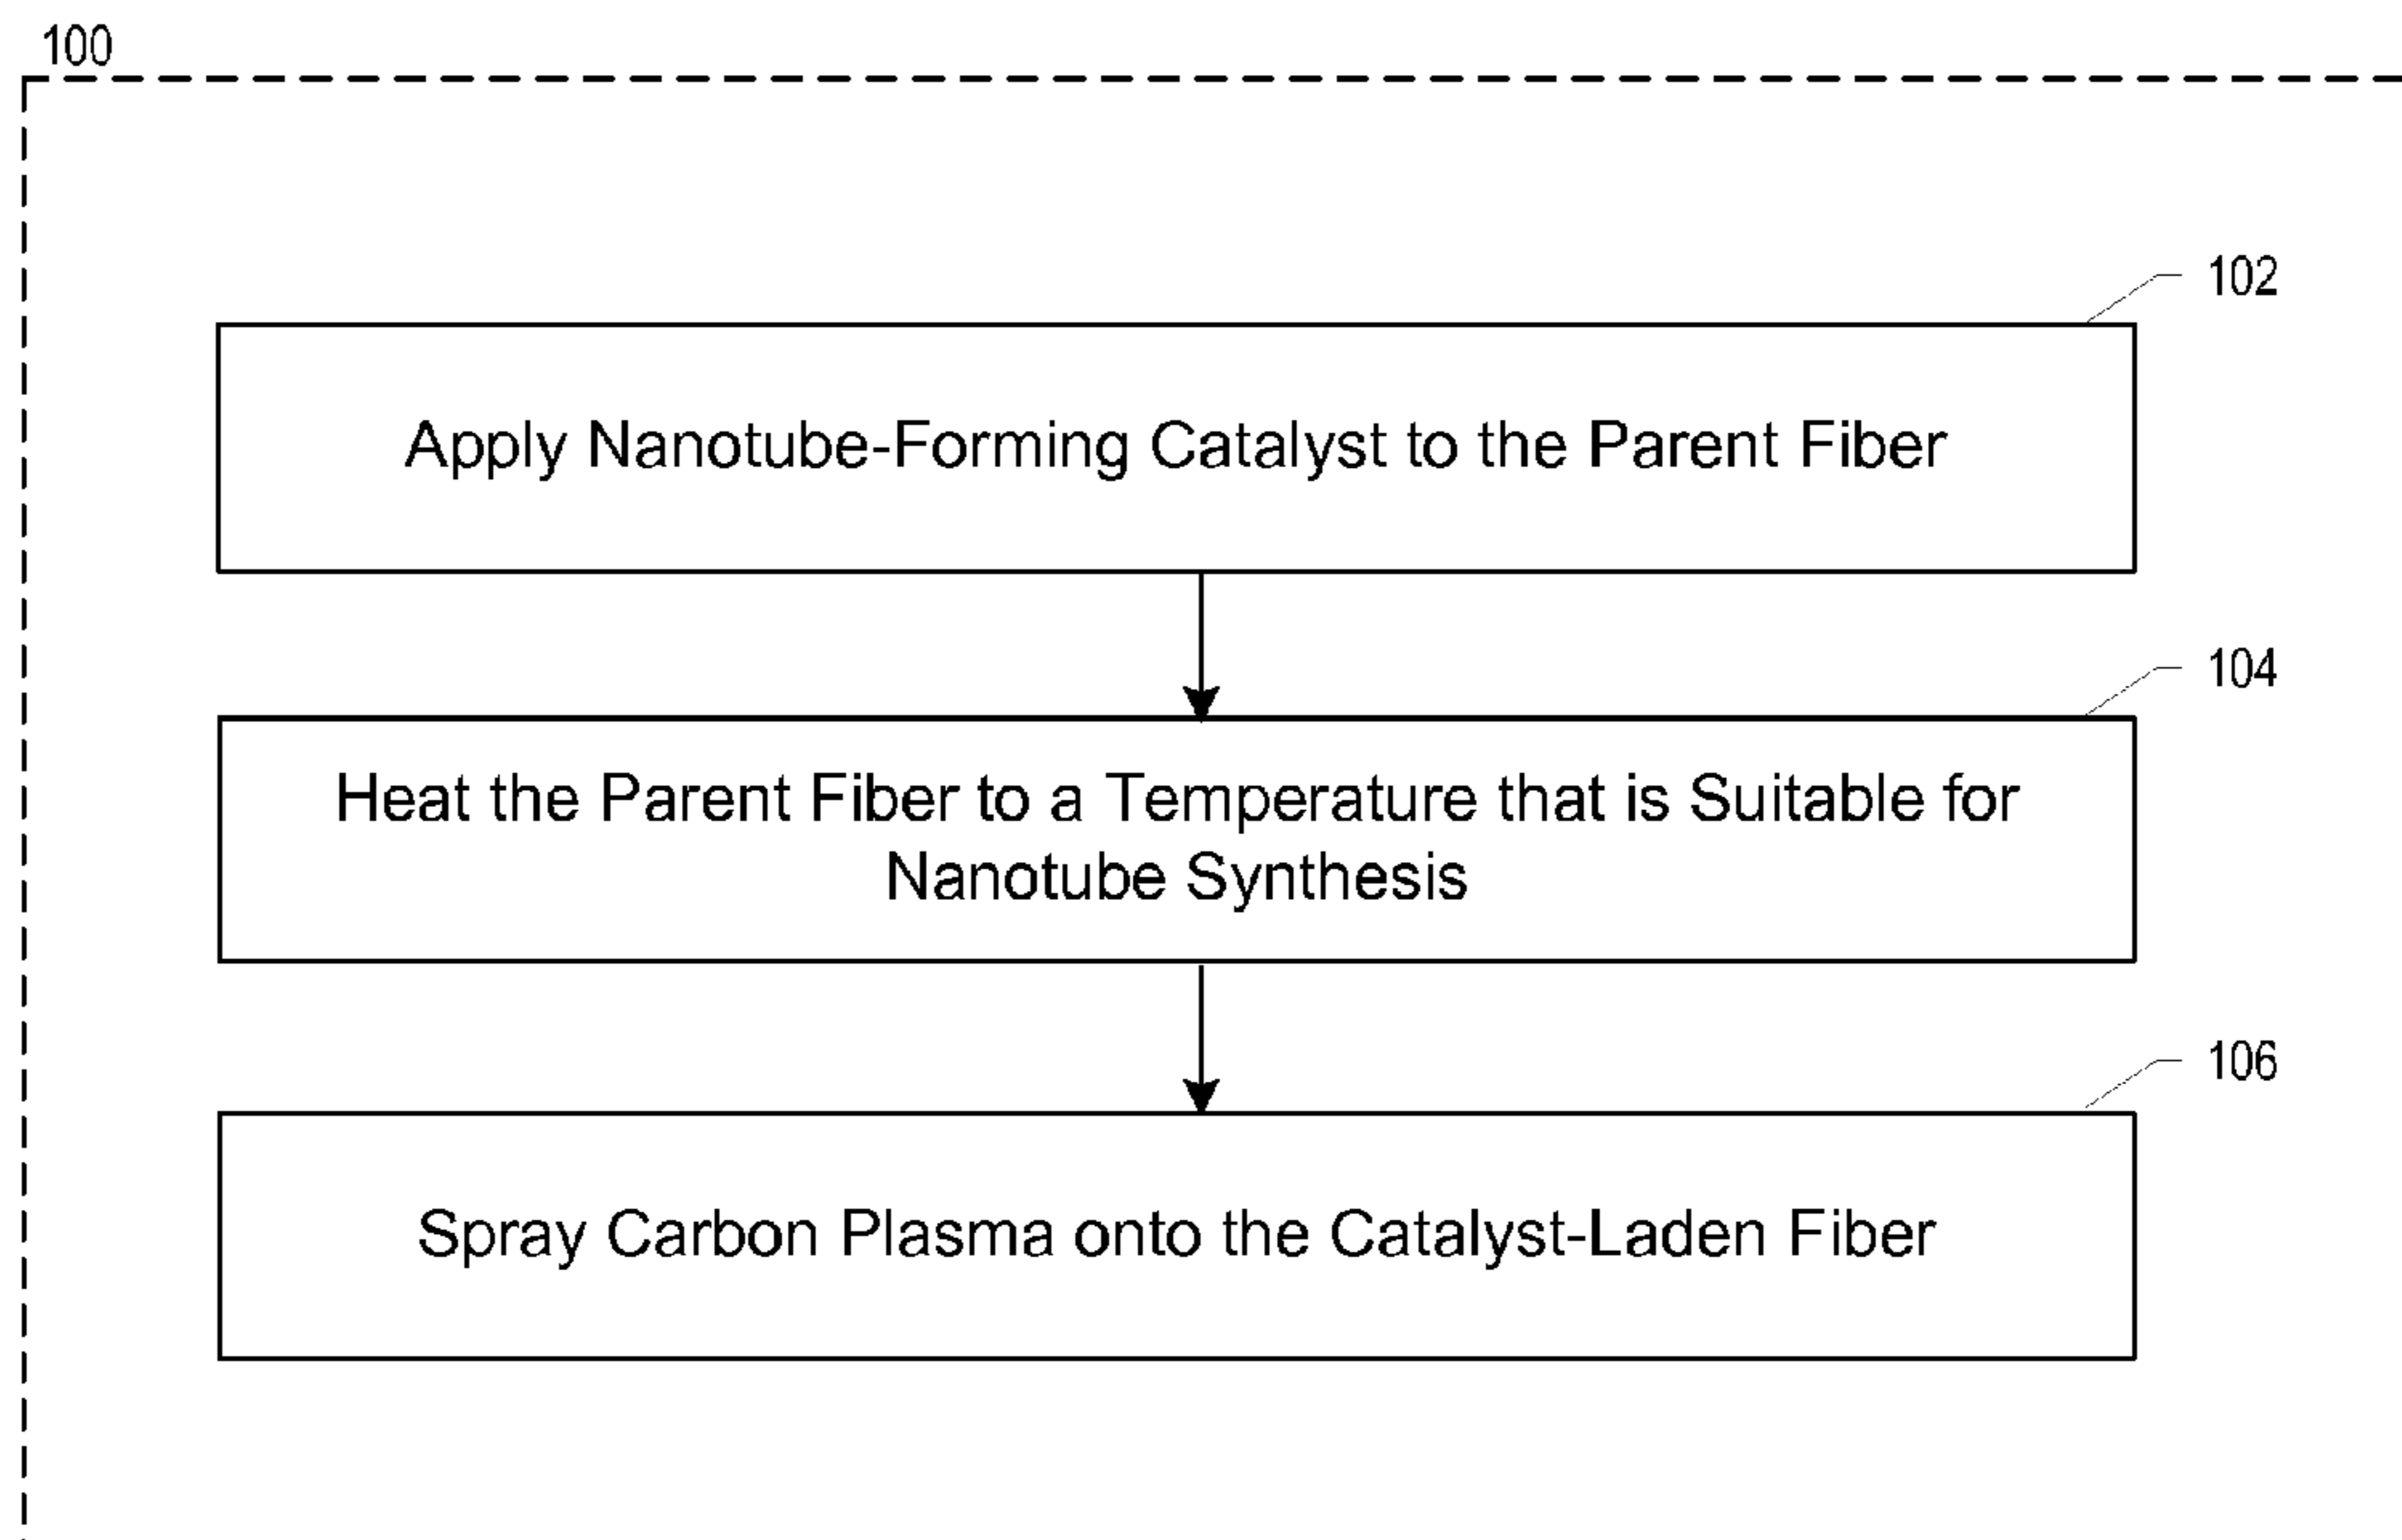 100
102
Apply Nanotube-Forming Catalyst to the Parent Fiber
104
Heat the Parent Fiber to a Temperature that is Suitable for
Nanotube Synthesis
106
Spray Carbon Plasma onto the Catalyst-Laden Fiber